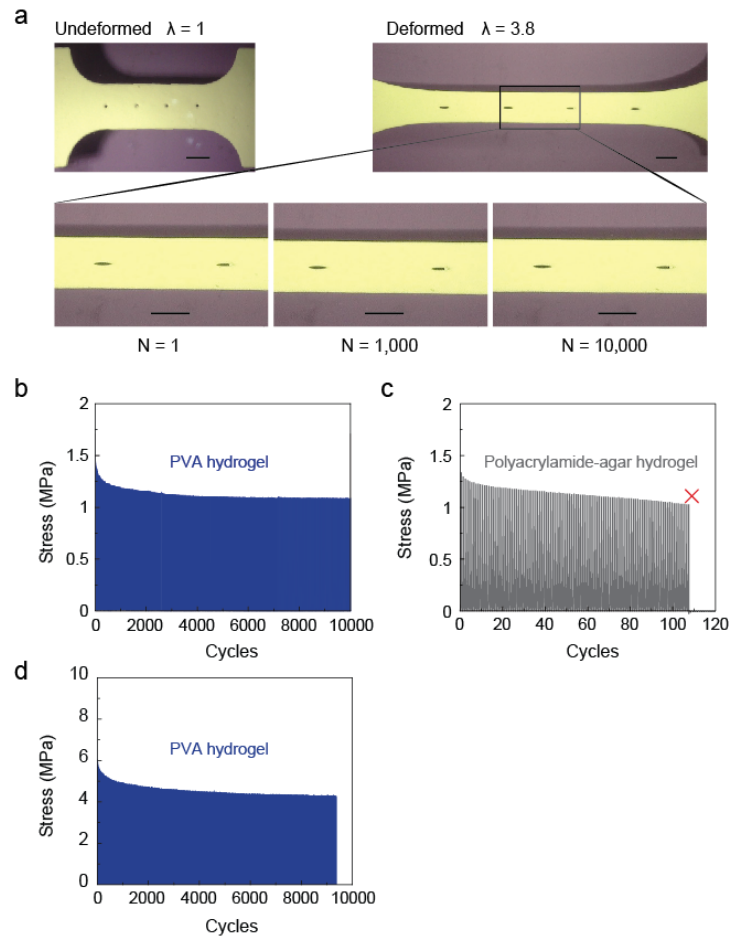 a
Undeformed λ = 1
Deformed λ = 3.8
N = 1
N = 1,000
N = 10,000
b
2
1.5
1
0.5
0
Stress (MPa)
PVA hydrogel
0 2000 4000 6000 8000 10000
Cycles
c
2
1.5
1
0.5
0
Stress (MPa)
Polyacrylamide-agar hydrogel
0 20 40 60 80 100 120
Cycles
d
10
8
6
4
2
0
Stress (MPa)
PVA hydrogel
0 2000 4000 6000 8000 10000
Cycles